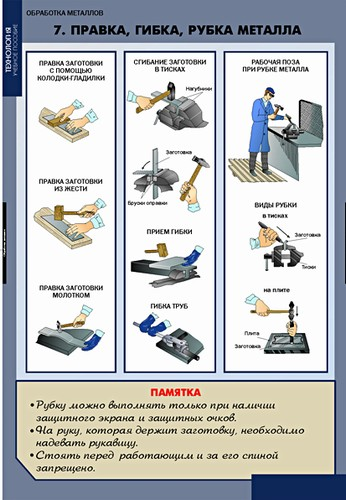 ТЕХНОЛОГИЯ
УЧЕБНОЕ ПОСОБИЕ
ОБРАБОТКА МЕТАЛЛОВ
7. ПРАВКА, ГИБКА, РУБКА МЕТАЛЛА
ПРАВКА ЗАГОТОВКИ
С ПОМОЩЬЮ
КОЛОДКИ-ГЛАДИЛКИ
ПРАВКА ЗАГОТОВКИ
ИЗ ЖЕСТИ
ПРАВКА ЗАГОТОВКИ
МОЛОТКОМ
СГИБАНИЕ ЗАГОТОВКИ
В ТИСКАХ
Нагубники
Заготовка
Бруски оправки
ПРИЕМ ГИБКИ
ГИБКА ТРУБ
РАБОЧАЯ ПОЗА
ПРИ РУБКЕ МЕТАЛЛА
ВИДЫ РУБКИ
в тисках
Заготовка
Тиски
на плите
Плита
Заготовка
ПАМЯТКА
•Рубку можно выполнять только при наличии
защитного экрана и защитных очков.
•На руку, которая держит заготовку, необходимо
надевать рукавицу.
•Стоять перед работающим и за его спиной
запрещено.